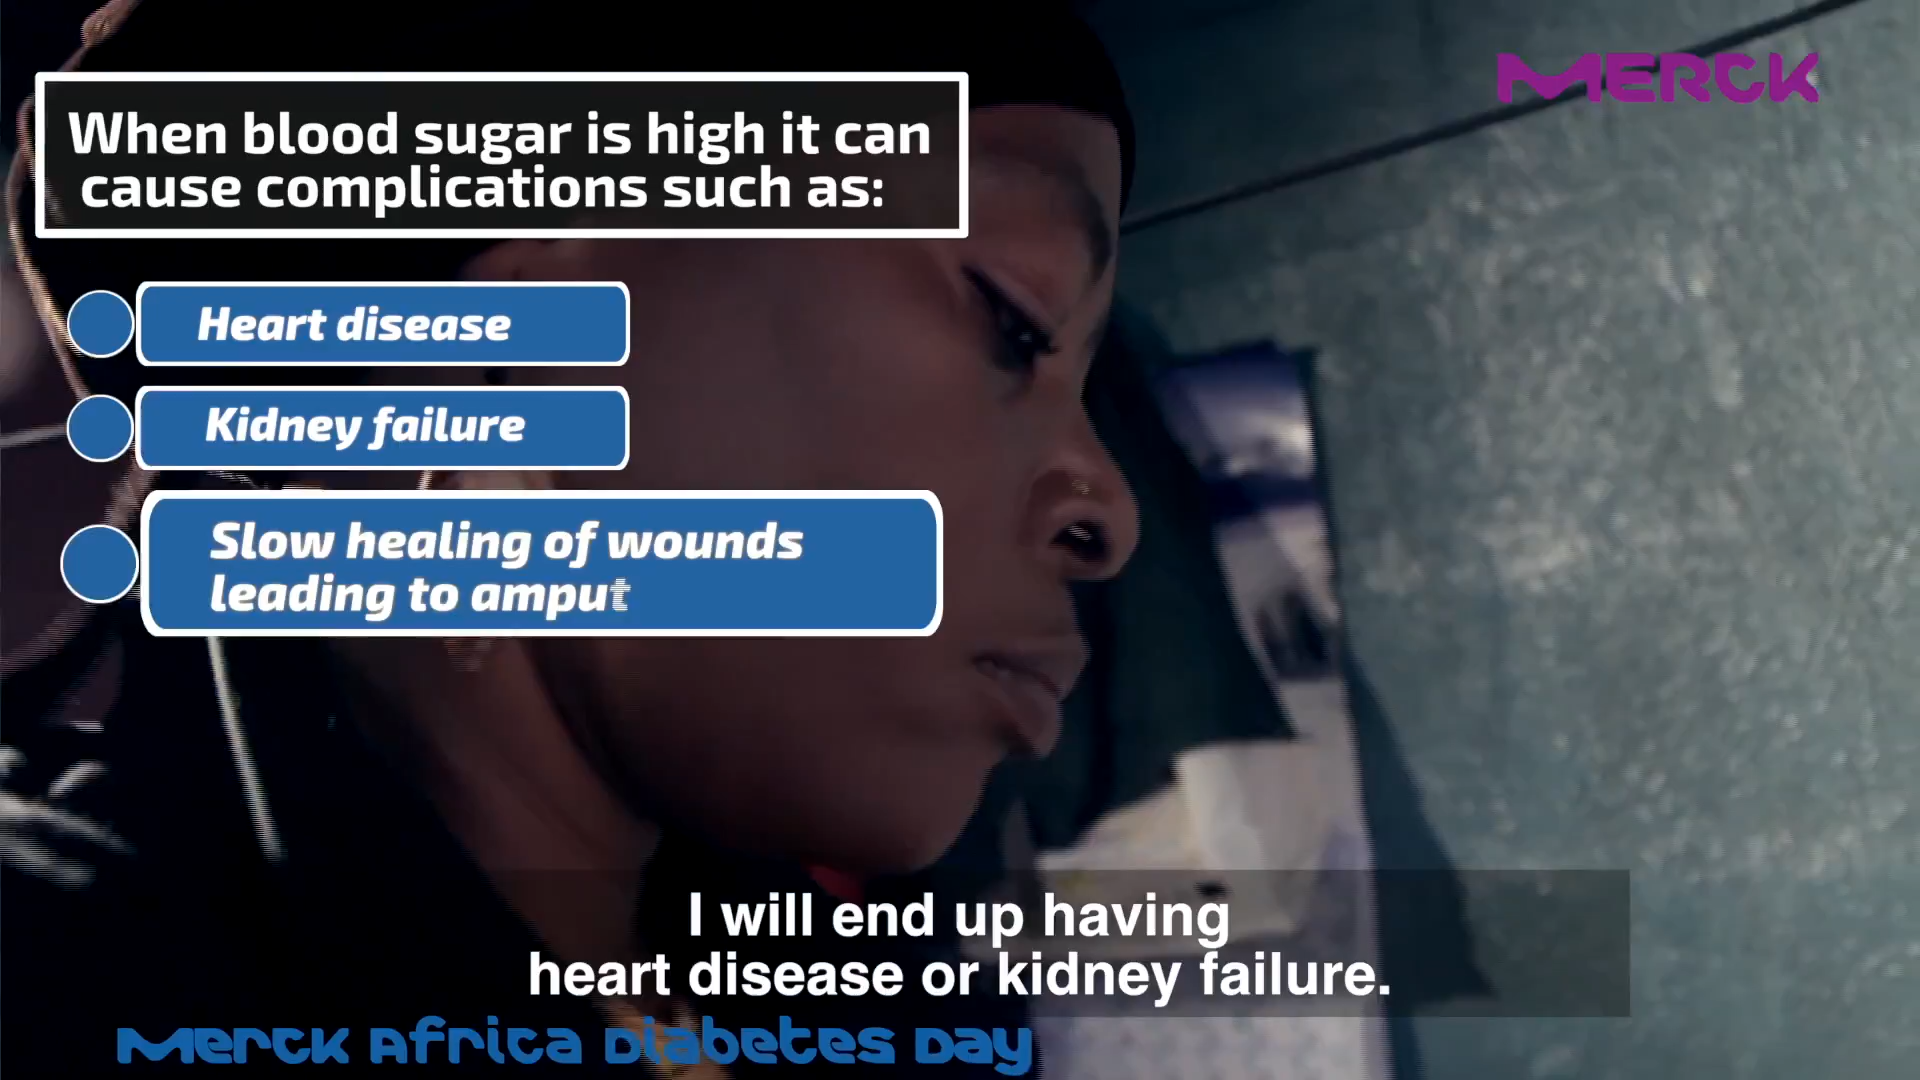 MERCK
When blood sugar is high it can
cause complications such as:
Heart disease
Kidney failure
Slow healing of wounds
leading to amput
I will end up having
heart disease or kidney failure.
Merck Africa Diabetes Day